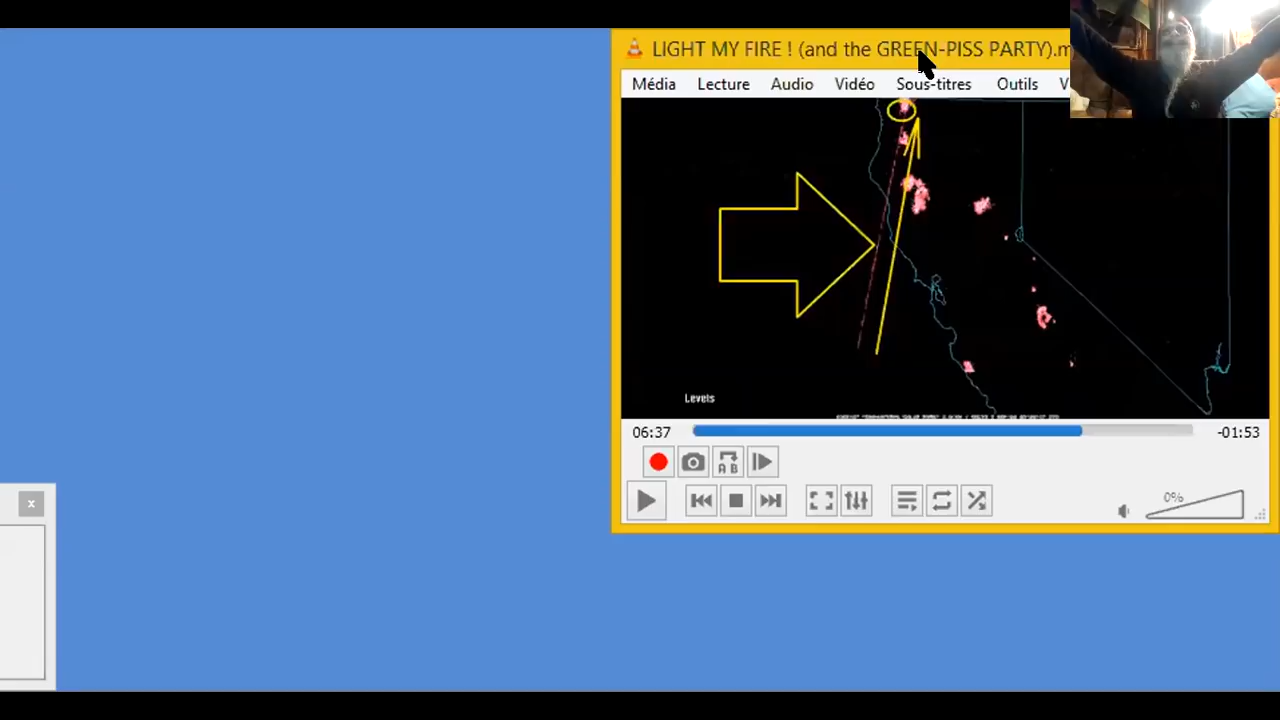 LIGHT MY FIRE ! (and the GREEN-PISS PARTY).m
Média Lecture Audio Vidéo Sous-titres Outils V
Levels
06:37
-01:53
A B
0%
x